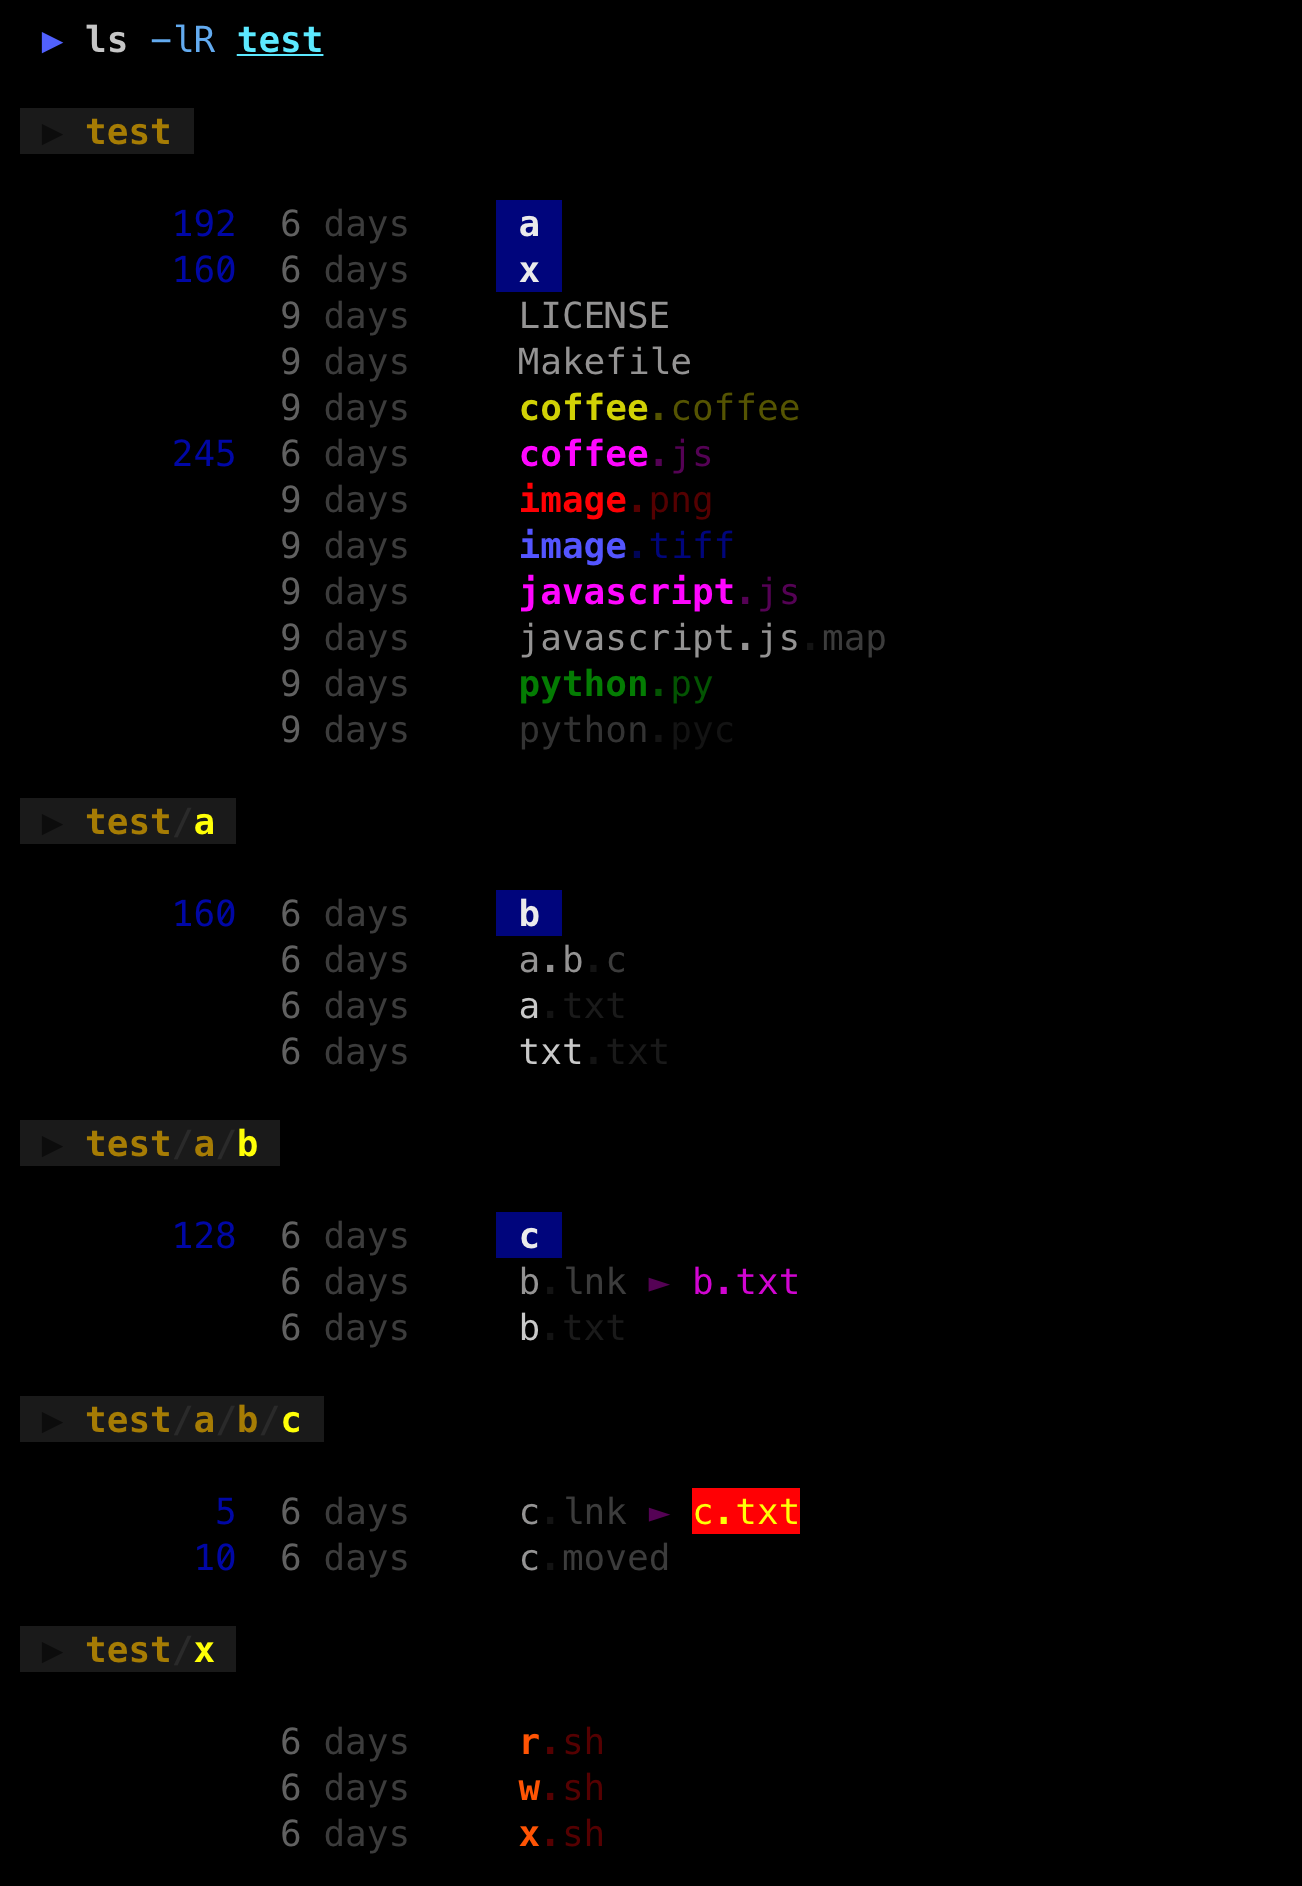 ▶ ls -lR test
▶ test
192 6 days a
160 6 days x
9 days LICENSE
9 days Makefile
9 days coffee.coffee
245 6 days coffee.js
9 days image.png
9 days image.tiff
9 days javascript.js
9 days javascript.js.map
9 days python.py
9 days python.pyc
▶ test/a
160 6 days b
6 days a.b.c
6 days a.txt
6 days txt.txt
▶ test/a/b
128 6 days c
6 days b.lnk ► b.txt
6 days b.txt
▶ test/a/b/c
5 6 days c.lnk ► c.txt
10 6 days c.moved
▶ test/x
6 days r.sh
6 days w.sh
6 days x.sh